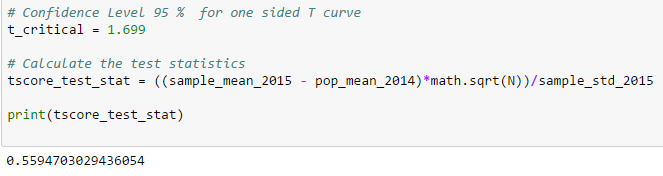 # Confidence Level 95 %  for one sided T curve
t_critical = 1.699
# Calculate the test statistics
tscore_test_stat = ((sample_mean_2015 - pop_mean_2014)*math.sqrt(N))/sample_std_2015
print(tscore_test_stat)
0.5594703029436054